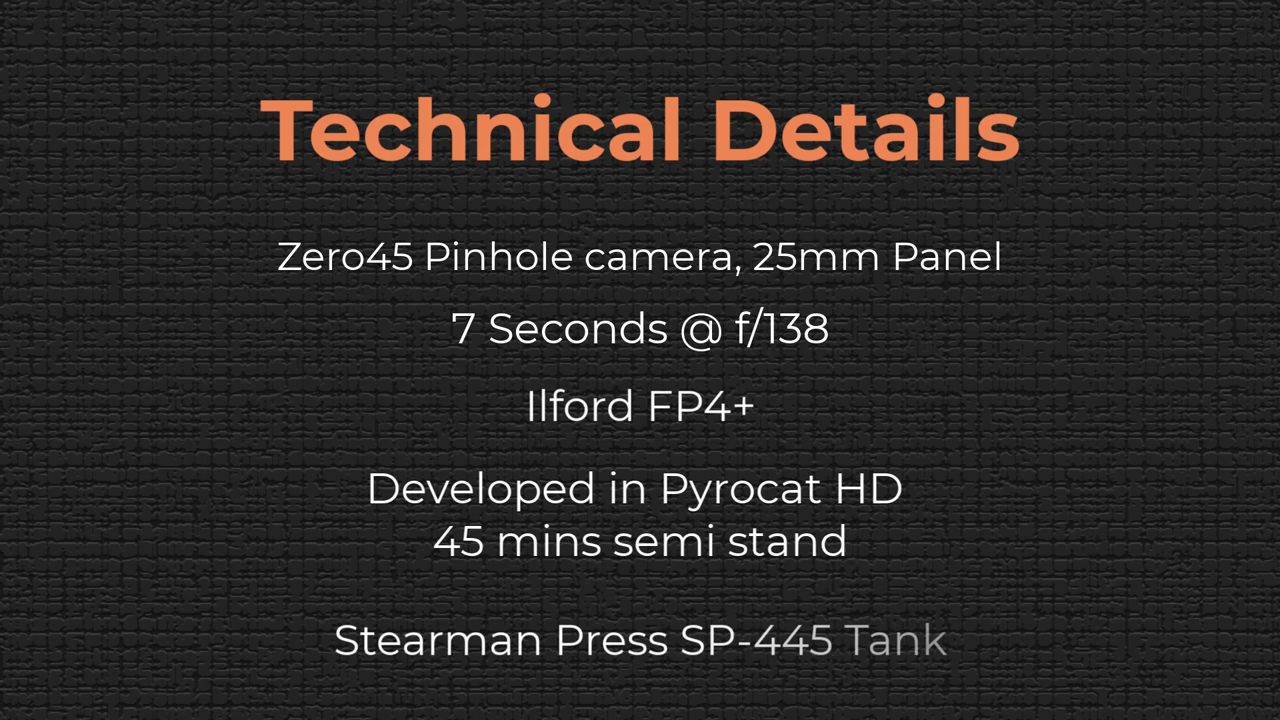 Technical Details
Zero45 Pinhole camera, 25mm Panel
7 Seconds @ f/138
Ilford FP4+
Developed in Pyrocat HD
45 mins semi stand
Stearman Press SP-445 Tank